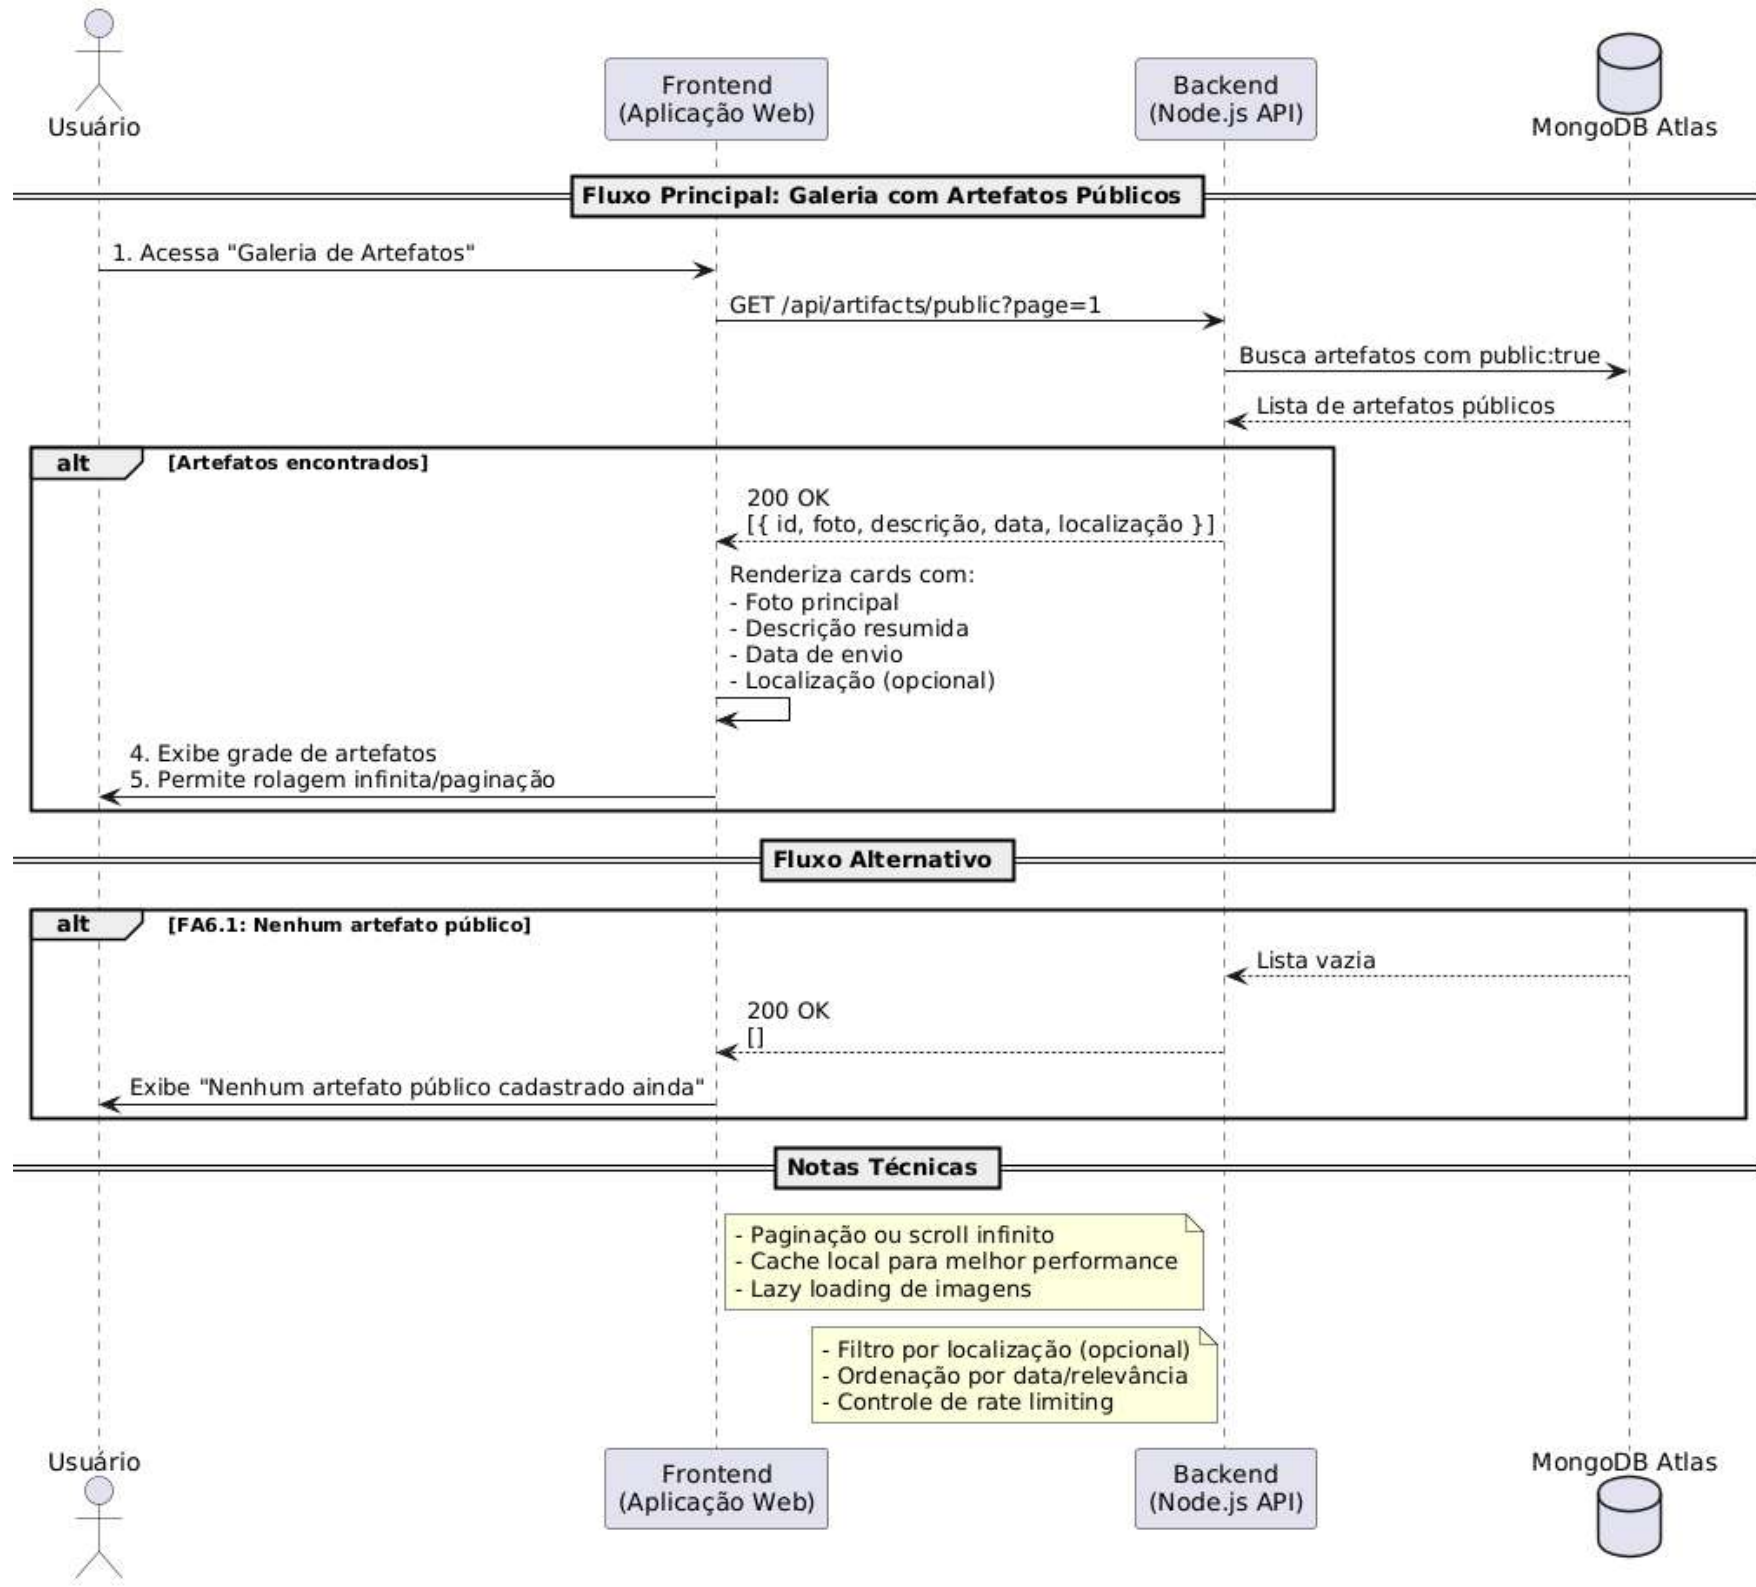 Usuário
Frontend
(Aplicação Web)
Backend
(Node.js API)
MongoDB Atlas
Fluxo Principal: Galeria com Artefatos Públicos
1. Acessa "Galeria de Artefatos"
GET /api/artifacts/public?page=1
Busca artefatos com public:true
Lista de artefatos públicos
alt
[Artefatos encontrados]
200 OK
[{ id, foto, descrição, data, localização }]
Renderiza cards com:
- Foto principal
- Descrição resumida
- Data de envio
- Localização (opcional)
4. Exibe grade de artefatos
5. Permite rolagem infinita/paginação
Fluxo Alternativo
alt
[FA6.1: Nenhum artefato público]
Lista vazia
200 OK
[]
Exibe "Nenhum artefato público cadastrado ainda"
Notas Técnicas
- Paginação ou scroll infinito
- Cache local para melhor performance
- Lazy loading de imagens
- Filtro por localização (opcional)
- Ordenação por data/relevância
- Controle de rate limiting
Usuário
Frontend
(Aplicação Web)
Backend
(Node.js API)
MongoDB Atlas